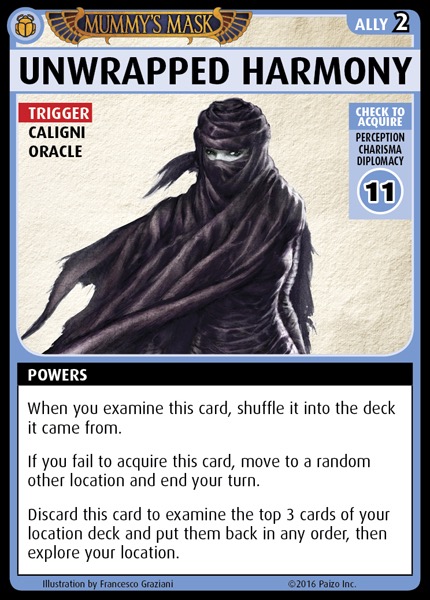 MUMMY'S MASK
ALLY 2
UNWRAPPED HARMONY
TRIGGER
CALIGNI
ORACLE
CHECK TO
ACQUIRE
PERCEPTION
CHARISMA
DIPLOMACY
11
POWERS
When you examine this card, shuffle it into the deck
it came from.
If you fail to acquire this card, move to a random
other location and end your turn.
Discard this card to examine the top 3 cards of your
location deck and put them back in any order, then
explore your location.
Illustration by Francesco Graziani
©2016 Paizo Inc.